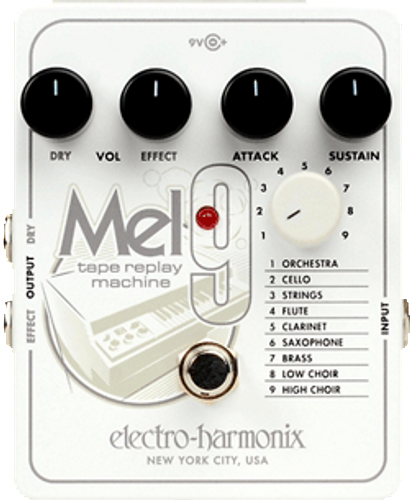 9V +
DRY VOL EFFECT ATTACK SUSTAIN
Mel 9
tape replay
machine
1 2 3 4 5 6 7 8 9
1 ORCHESTRA
2 CELLO
3 STRINGS
4 FLUTE
5 CLARINET
6 SAXOPHONE
7 BRASS
8 LOW CHOIR
9 HIGH CHOIR
EFFECT OUTPUT DRY
INPUT
electro-harmonix
NEW YORK CITY, USA